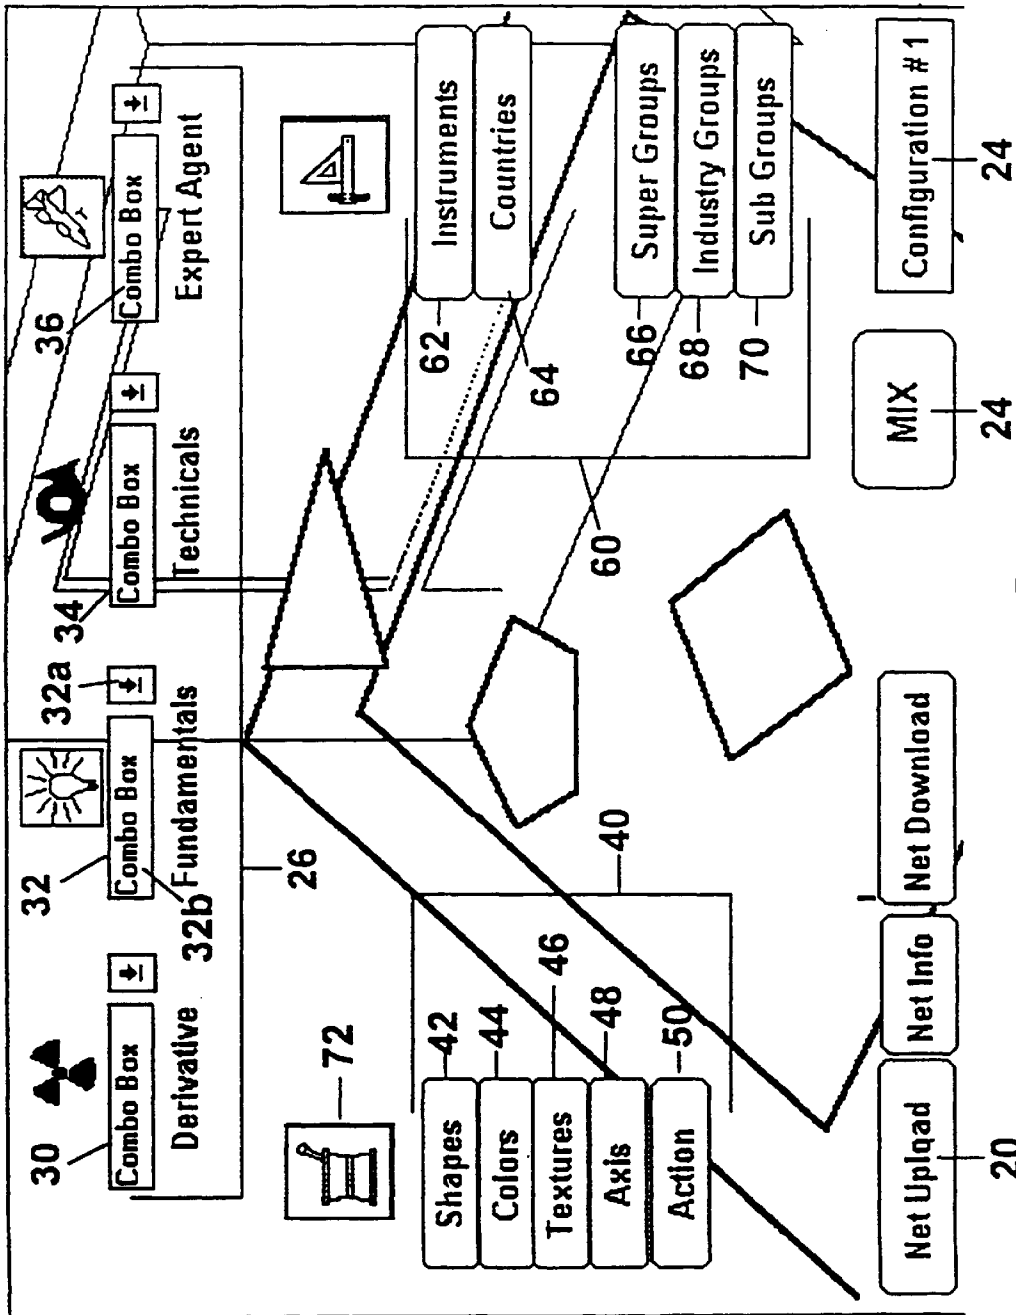 30
32
32a
34
36
Combo Box
Combo Box
Combo Box
Combo Box
Derivative
32b
Fundamentals
Technicals
Expert Agent
26
72
Shapes
42
Colors
44
Textures
46
Axis
48
Action
50
40
60
62
Instruments
64
Countries
66
Super Groups
68
Industry Groups
70
Sub Groups
Net Upload
Net Info
Net Download
MIX
Configuration # 1
20
24
24